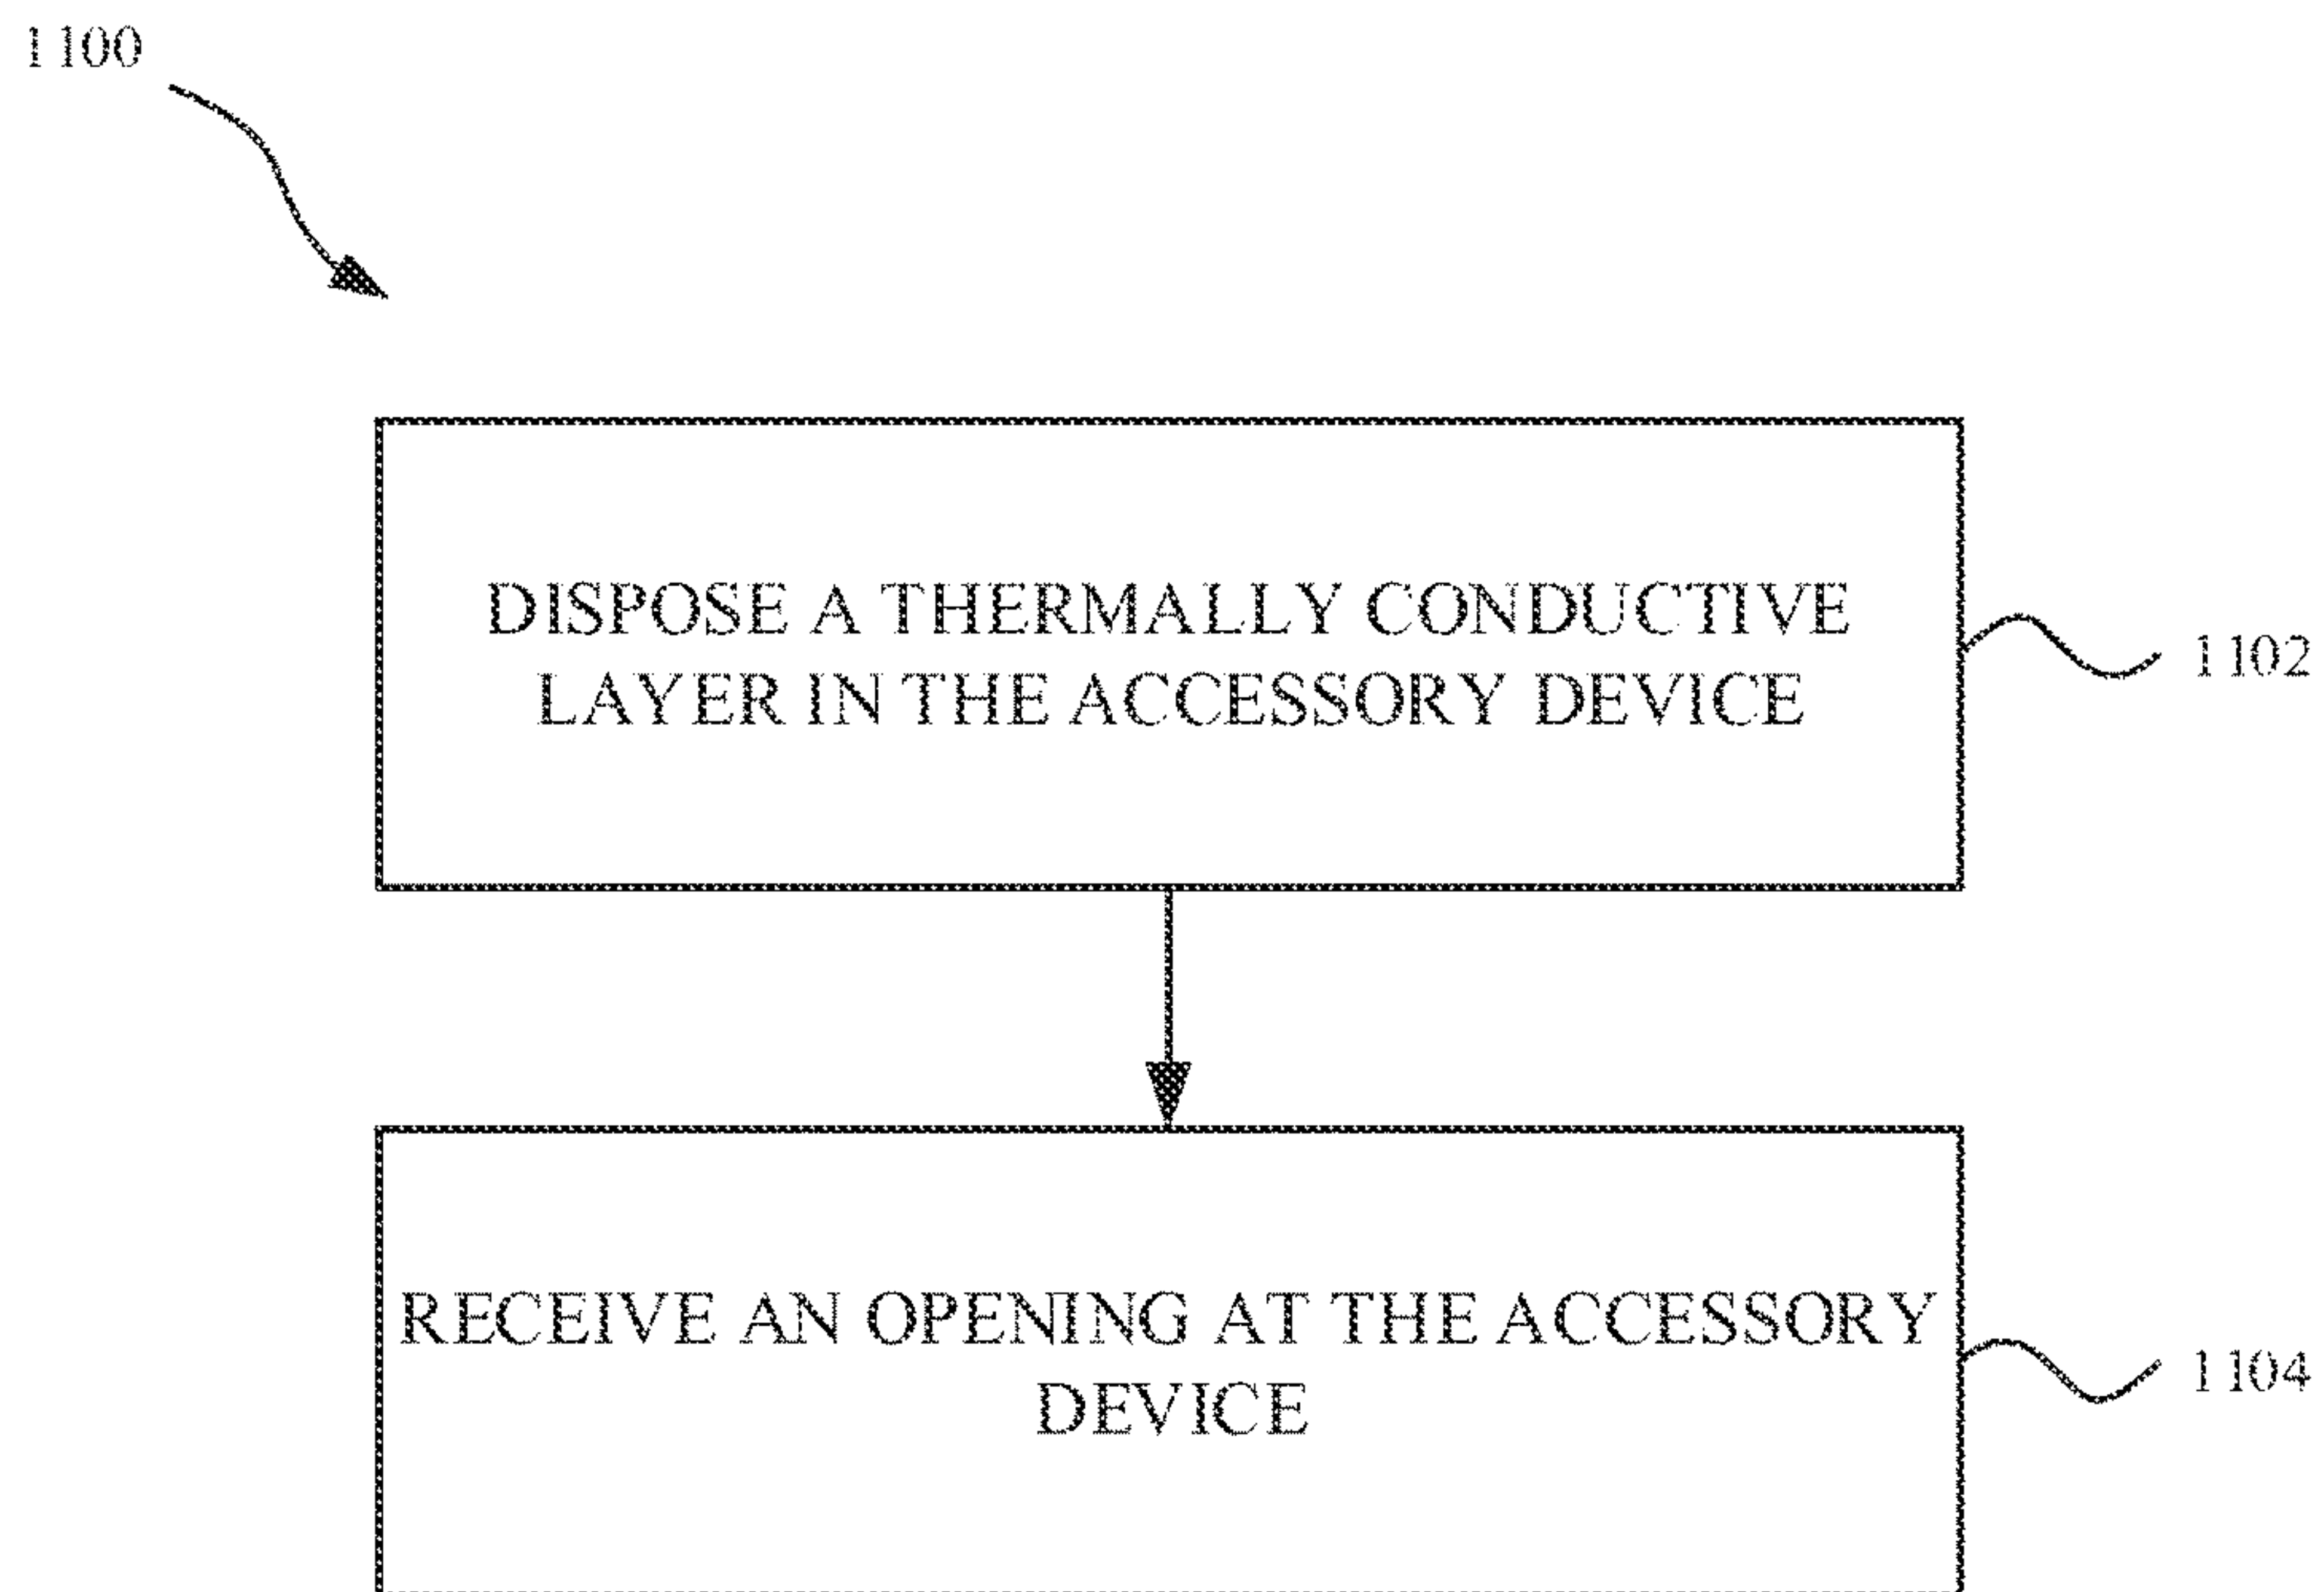 1100
DISPOSE A THERMALLY CONDUCTIVE
LAYER IN THE ACCESSORY DEVICE
1102
RECEIVE AN OPENING AT THE ACCESSORY
DEVICE
1104